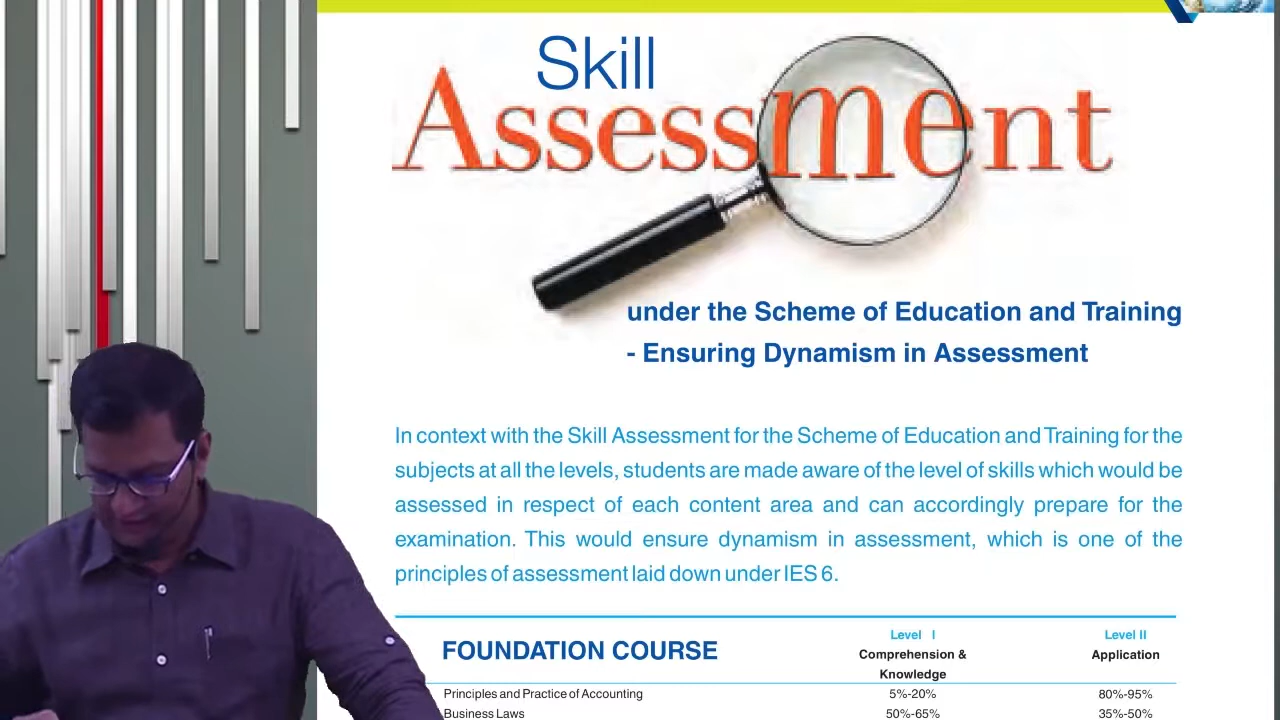 Skill
Assessment
under the Scheme of Education and Training
- Ensuring Dynamism in Assessment
In context with the Skill Assessment for the Scheme of Education and Training for the
subjects at all the levels, students are made aware of the level of skills which would be
assessed in respect of each content area and can accordingly prepare for the
examination. This would ensure dynamism in assessment, which is one of the
principles of assessment laid down under IES 6.
FOUNDATION COURSE
Level I
Comprehension &
Knowledge
Level II
Application
Principles and Practice of Accounting 5%-20% 80%-95%
Business Laws 50%-65% 35%-50%